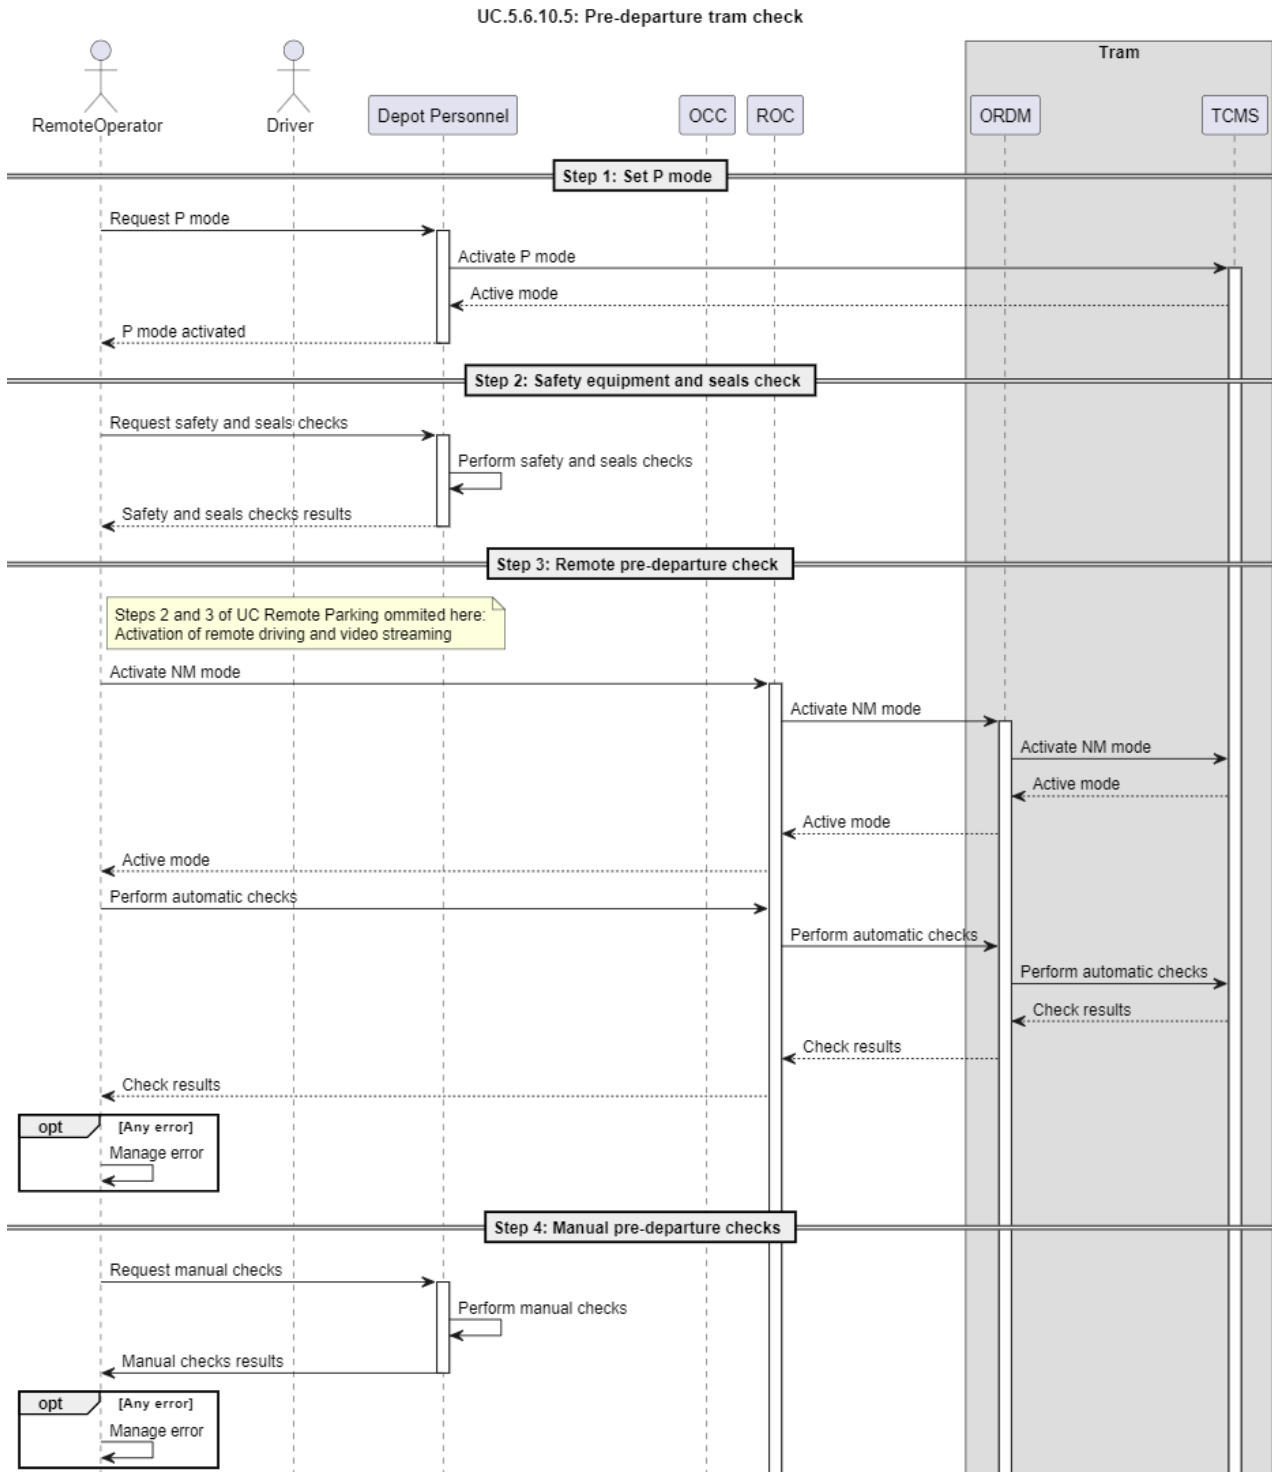 UC.5.6.10.5: Pre-departure tram check
Tram
RemoteOperator
Driver
Depot Personnel
OCC
ROC
ORDM
TCMS
Step 1: Set P mode
Request P mode
Activate P mode
Active mode
P mode activated
Step 2: Safety equipment and seals check
Request safety and seals checks
Perform safety and seals checks
Safety and seals checks results
Step 3: Remote pre-departure check
Steps 2 and 3 of UC Remote Parking ommited here:
Activation of remote driving and video streaming
Activate NM mode
Activate NM mode
Activate NM mode
Active mode
Active mode
Active mode
Perform automatic checks
Perform automatic checks
Perform automatic checks
Check results
Check results
Check results
opt [Any error]
Manage error
Step 4: Manual pre-departure checks
Request manual checks
Perform manual checks
Manual checks results
opt [Any error]
Manage error